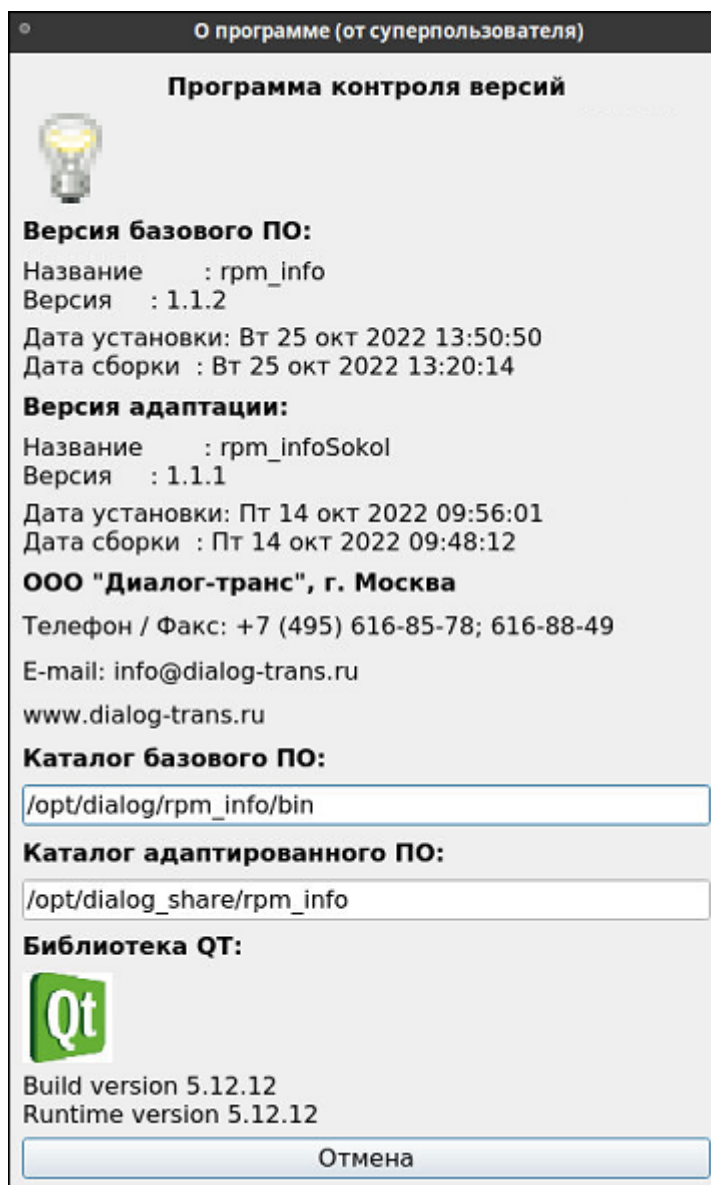 О программе (от суперпользователя)
Программа контроля версий
Версия базового ПО:
Название : rpm_info
Версия : 1.1.2
Дата установки: Вт 25 окт 2022 13:50:50
Дата сборки : Вт 25 окт 2022 13:20:14
Версия адаптации:
Название : rpm_infoSokol
Версия : 1.1.1
Дата установки: Пт 14 окт 2022 09:56:01
Дата сборки : Пт 14 окт 2022 09:48:12
ООО "Диалог-транс", г. Москва
Телефон / Факс: +7 (495) 616-85-78; 616-88-49
E-mail: info@dialog-trans.ru
www.dialog-trans.ru
Каталог базового ПО:
/opt/dialog/rpm_info/bin
Каталог адаптированного ПО:
/opt/dialog_share/rpm_info
Библиотека QT:
Qt
Build version 5.12.12
Runtime version 5.12.12
Отмена